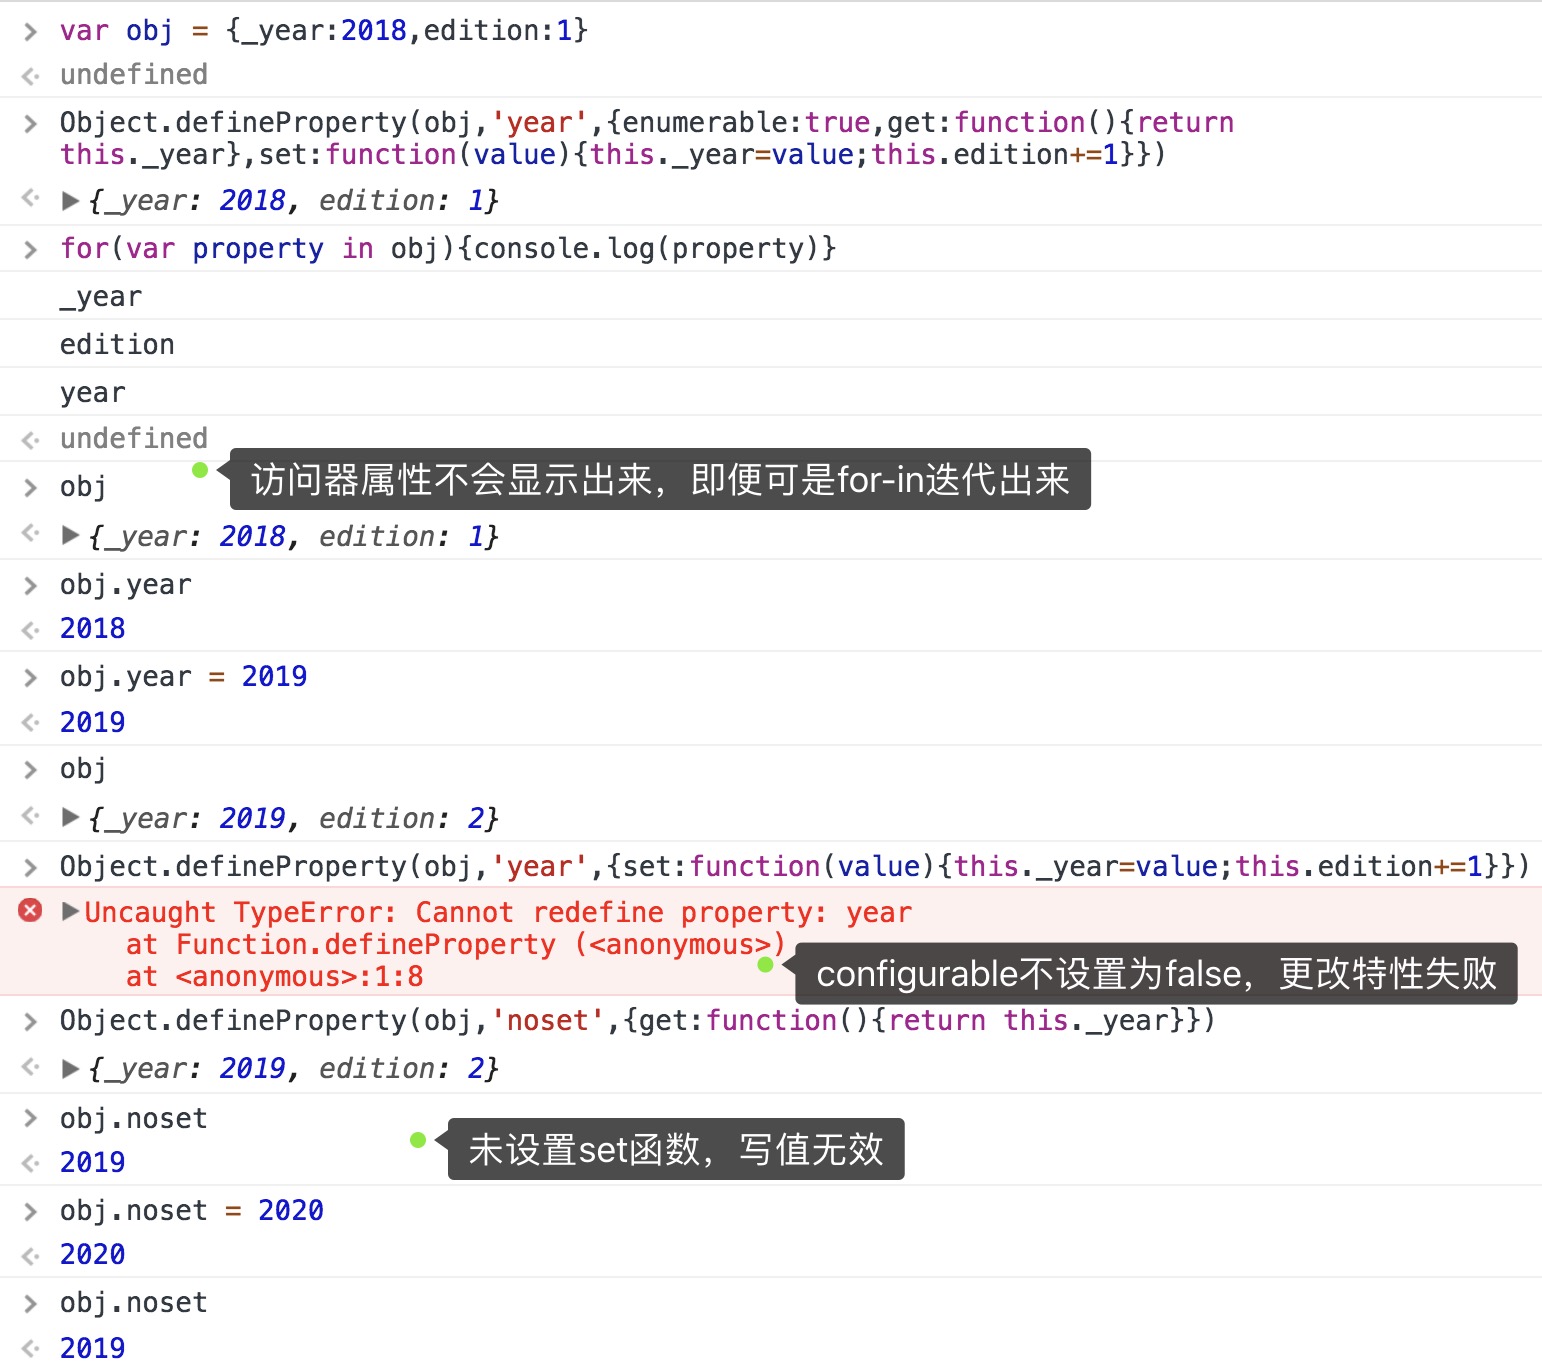 var obj = {_year:2018,edition:1}
undefined
Object.defineProperty(obj,'year',{enumerable:true,get:function(){return
this._year},set:function(value){this._year=value;this.edition+=1}})
{_year: 2018, edition: 1}
for(var property in obj){console.log(property)}
_year
edition
year
undefined
访问器属性不会显示出来，即便可是for-in迭代出来
obj
{_year: 2018, edition: 1}
obj.year
2018
obj.year = 2019
2019
obj
{_year: 2019, edition: 2}
Object.defineProperty(obj,'year',{set:function(value){this._year=value;this.edition+=1}})
Uncaught TypeError: Cannot redefine property: year
at Function.defineProperty (<anonymous>)
at <anonymous>:1:8
configurable不设置为false，更改特性失败
Object.defineProperty(obj,'noset',{get:function(){return this._year}})
{_year: 2019, edition: 2}
obj.noset
未设置set函数，写值无效
2019
obj.noset = 2020
2020
obj.noset
2019